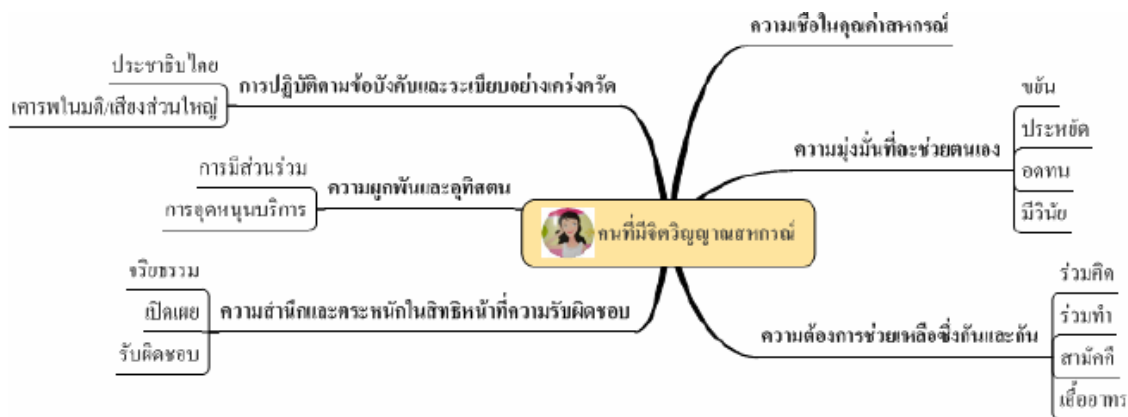 ความเชื่อในคุณค่าสหกรณ์
ประชาธิปไตย
เคารพในมติ/เสียงส่วนใหญ่
การปฏิบัติตามข้อบังคับและระเบียบอย่างเคร่งครัด
ขยัน
ประหยัด
อดทน
มีวินัย
ความมุ่งมั่นที่จะช่วยตนเอง
การมีส่วนร่วม
การอุดหนุนบริการ
ความผูกพันและอุทิศตน
คนที่มีจิตวิญญาณสหกรณ์
จริยธรรม
เปิดเผย
รับผิดชอบ
ความสำนึกและตระหนักในสิทธิหน้าที่ความรับผิดชอบ
ความต้องการช่วยเหลือซึ่งกันและกัน
ร่วมคิด
ร่วมทำ
สามัคคี
เอื้ออาทร